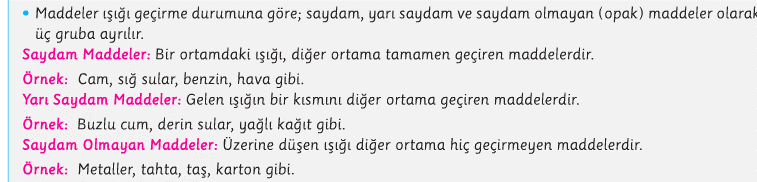 • Maddeler ışığı geçirme durumuna göre; saydam, yarı saydam ve saydam olmayan (opak) maddeler olarak
üç gruba ayrılır.
Saydam Maddeler: Bir ortamdaki ışığı, diğer ortama tamamen geçiren maddelerdir.
Örnek: Cam, sığ sular, benzin, hava gibi.
Yarı Saydam Maddeler: Gelen ışığın bir kısmını diğer ortama geçiren maddelerdir.
Örnek: Buzlu cum, derin sular, yağlı kağıt gibi.
Saydam Olmayan Maddeler: Üzerine düşen ışığı diğer ortama hiç geçirmeyen maddelerdir.
Örnek: Metaller, tahta, taş, karton gibi.